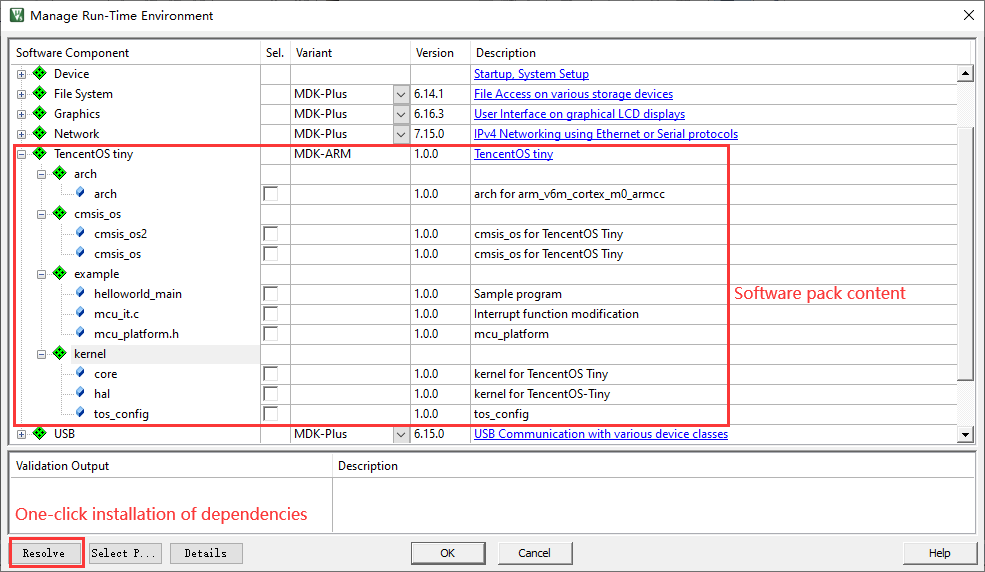 Manage Run-Time Environment
Software Component Sel. Variant Version Description
Device Startup, System Setup
File System MDK-Plus 6.14.1 File Access on various storage devices
Graphics MDK-Plus 6.16.3 User Interface on graphical LCD displays
Network MDK-Plus 7.15.0 IPv4 Networking using Ethernet or Serial protocols
TencentOS tiny MDK-ARM 1.0.0 TencentOS tiny
arch
arch 1.0.0 arch for arm_v6m_cortex_m0_armcc
cmsis_os
cmsis_os2 1.0.0 cmsis_os for TencentOS Tiny
cmsis_os 1.0.0 cmsis_os for TencentOS Tiny
example
helloworld_main 1.0.0 Sample program
Software pack content
mcu_it.c 1.0.0 Interrupt function modification
mcu_platform.h 1.0.0 mcu_platform
kernel
core 1.0.0 kernel for TencentOS Tiny
hal 1.0.0 kernel for TencentOS-Tiny
tos_config 1.0.0 tos_config
USB MDK-Plus 6.15.0 USB Communication with various device classes
Validation Output Description
One-click installation of dependencies
Resolve Select P... Details OK Cancel Help